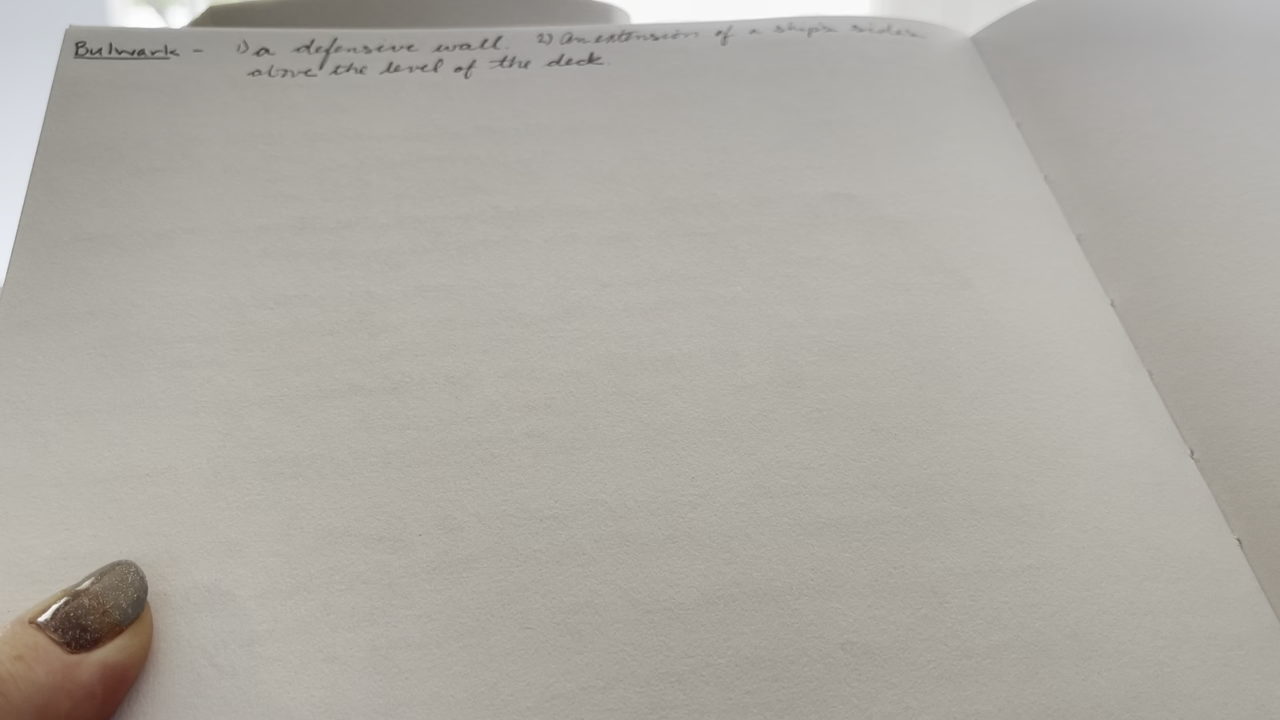 Bulwark - 1) a defensive wall. 2) An extension of a ship's sides
above the level of the deck.